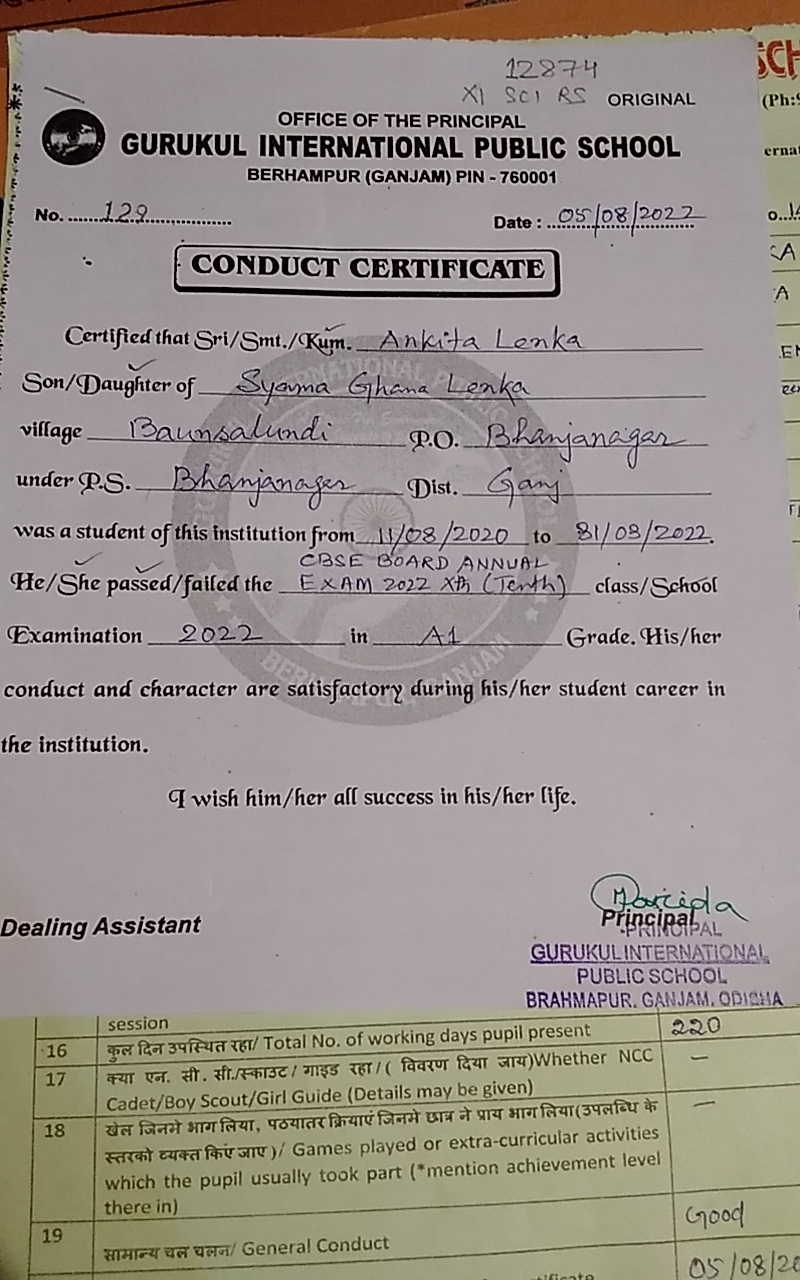 12874
XI SCI RS ORIGINAL
OFFICE OF THE PRINCIPAL
GURUKUL INTERNATIONAL PUBLIC SCHOOL
BERHAMPUR (GANJAM) PIN - 760001
No. 129
Date : 05/08/2022
CONDUCT CERTIFICATE
Certified that Sri/Smt./Kum. Ankita Lenka
Son/Daughter of Syama Ghana Lenka
village Baunsalundi P.O. Bhanjanagar
under P.S. Bhanjanager Dist. Ganj
was a student of this institution from 11/08/2020 to 31/03/2022.
CBSE BOARD ANNUAL
He/She passed/failed the EXAM 2022 Xth (Tenth) class/School
Examination 2022 in A1 Grade. His/her
conduct and character are satisfactory during his/her student career in
the institution.
I wish him/her all success in his/her life.
Dealing Assistant
Principal
PRINCIPAL
GURUKUL INTERNATIONAL
PUBLIC SCHOOL
BRAHMAPUR, GANJAM, ODISHA
session
16 कुल दिन उपस्थित रहा/ Total No. of working days pupil present 220
17 क्या एन. सी. सी./स्काउट/ गाइड रहा/ ( विवरण दिया जाय)Whether NCC —
Cadet/Boy Scout/Girl Guide (Details may be given)
18 खेल जिनमे भाग लिया, पठयातर क्रियाएं जिनमे छात्र ने प्राय भाग लिया(उपलब्धि के —
स्तरको व्यक्त किए जाए )/ Games played or extra-curricular activities
which the pupil usually took part (*mention achievement level
there in)
19 सामान्य चल चलन/ General Conduct Good
05/08/20
(Ph: